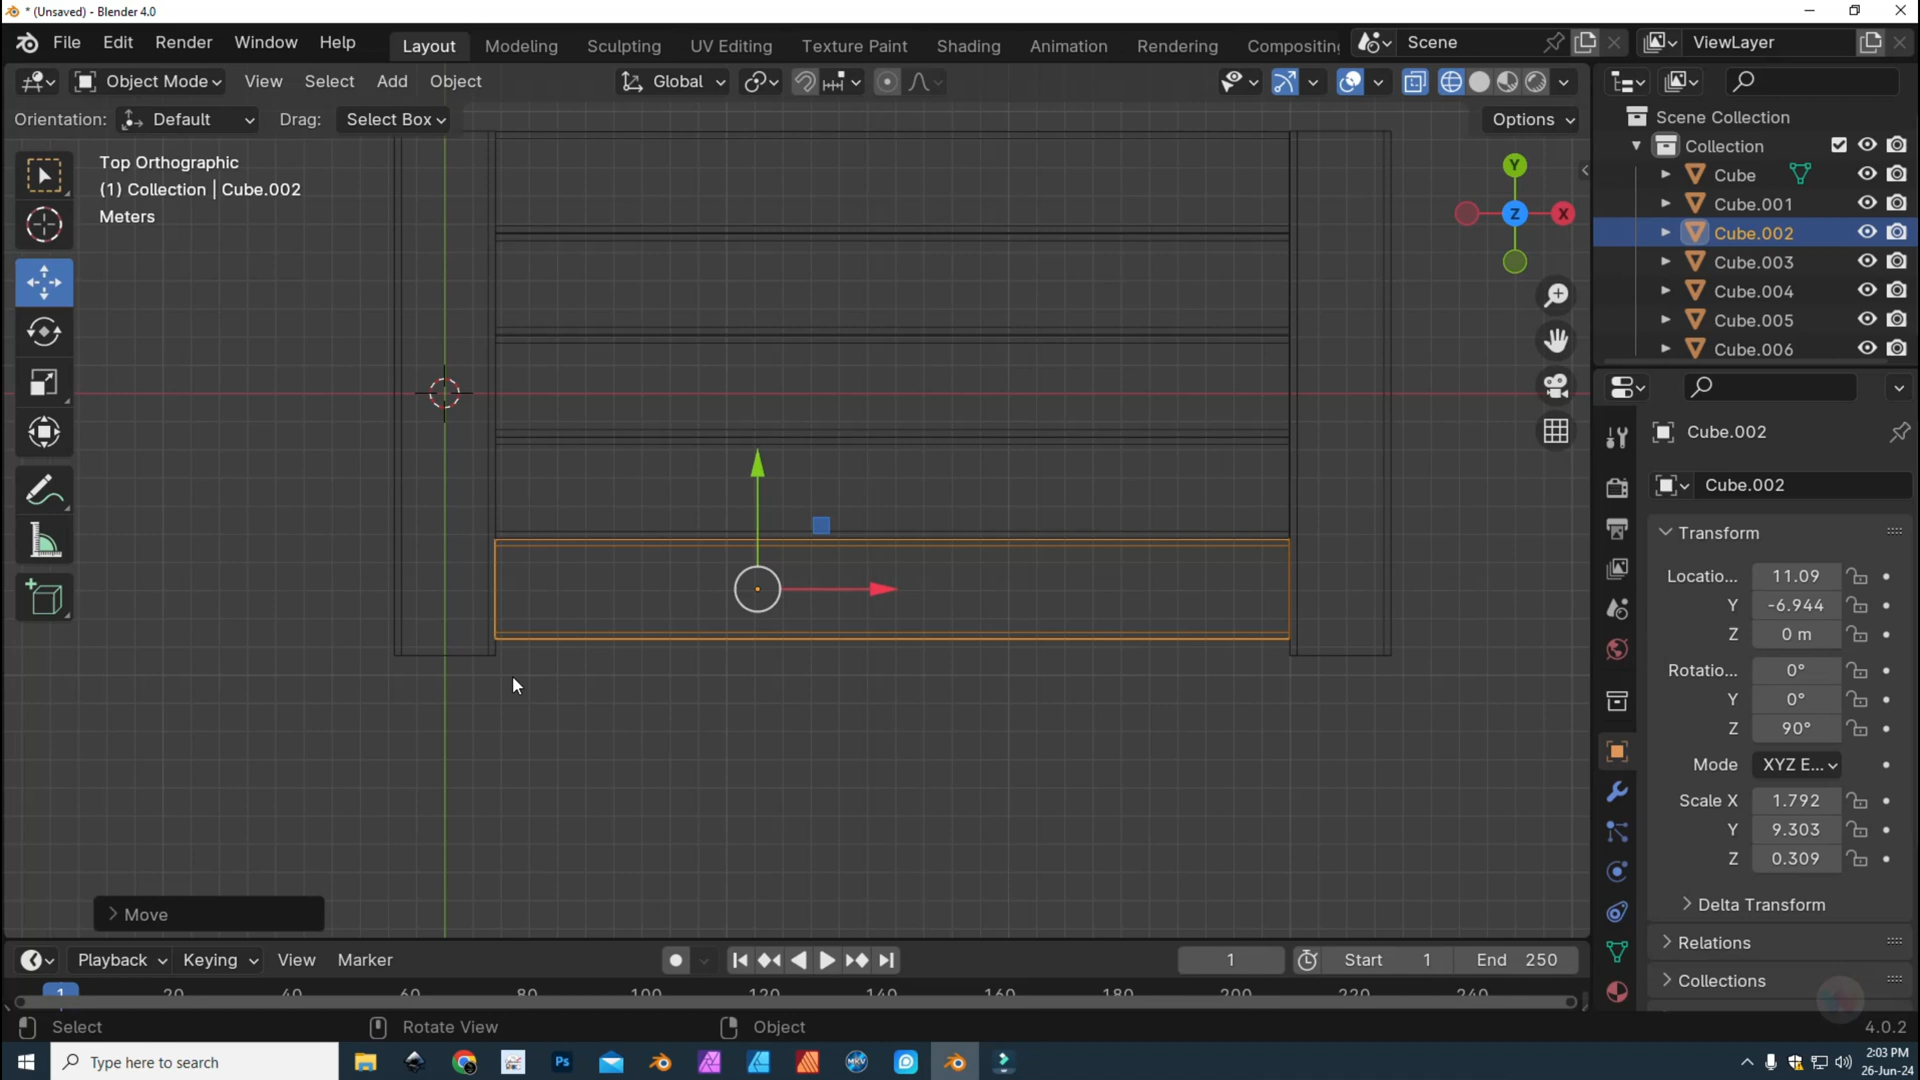 * (Unsaved) - Blender 4.0
File Edit Render Window Help Layout Modeling Sculpting UV Editing Texture Paint Shading Animation Rendering Compositing Scene ViewLayer
Object Mode View Select Add Object Global
Orientation: Default Drag: Select Box Options
Top Orthographic
(1) Collection | Cube.002
Meters
Y
Z X
Scene Collection
Collection
Cube
Cube.001
Cube.002
Cube.003
Cube.004
Cube.005
Cube.006
Cube.002
Cube.002
Transform
Locatio... 11.09
Y -6.944
Z 0 m
Rotatio... 0°
Y 0°
Z 90°
Mode XYZ E...
Scale X 1.792
Y 9.303
Z 0.309
Delta Transform
Relations
Collections
Move
Playback Keying View Marker 1 Start 1 End 250
1 20 40 60 80 100 120 140 160 180 200 220 240
Select Rotate View Object 4.0.2
Type here to search
Ps
MKV
2:03 PM
26-Jun-24